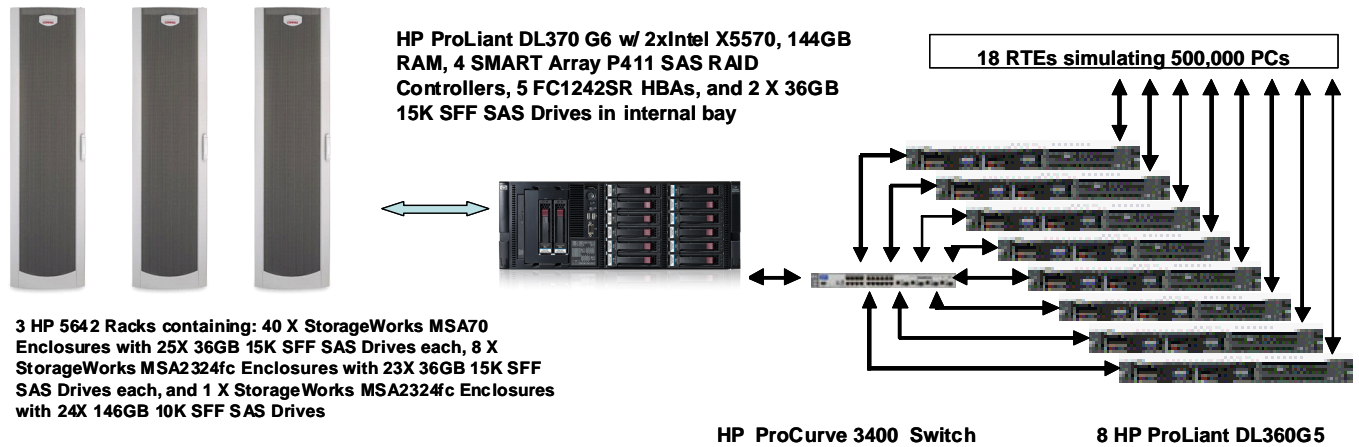 HP ProLiant DL370 G6 w/ 2xIntel X5570, 144GB
RAM, 4 SMART Array P411 SAS RAID
Controllers, 5 FC1242SR HBAs, and 2 X 36GB
15K SFF SAS Drives in internal bay
18 RTEs simulating 500,000 PCs
3 HP 5642 Racks containing: 40 X StorageWorks MSA70
Enclosures with 25X 36GB 15K SFF SAS Drives each, 8 X
StorageWorks MSA2324fc Enclosures with 23X 36GB 15K SFF
SAS Drives each, and 1 X StorageWorks MSA2324fc Enclosures
with 24X 146GB 10K SFF SAS Drives
HP ProCurve 3400 Switch
8 HP ProLiant DL360G5